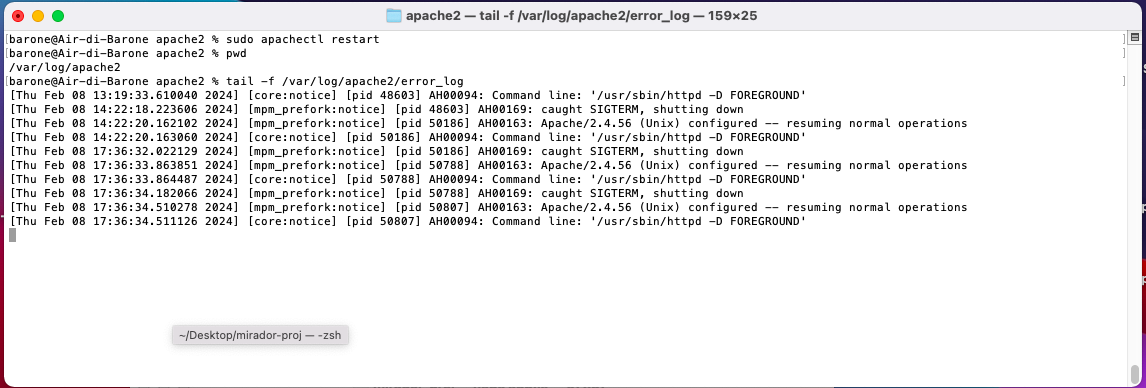 apache2 — tail -f /var/log/apache2/error_log — 159×25
[barone@Air-di-Barone apache2 % sudo apachectl restart ]
[barone@Air-di-Barone apache2 % pwd ]
/var/log/apache2
[barone@Air-di-Barone apache2 % tail -f /var/log/apache2/error_log ]
[Thu Feb 08 13:19:33.610040 2024] [core:notice] [pid 48603] AH00094: Command line: '/usr/sbin/httpd -D FOREGROUND'
[Thu Feb 08 14:22:18.223606 2024] [mpm_prefork:notice] [pid 48603] AH00169: caught SIGTERM, shutting down
[Thu Feb 08 14:22:20.162102 2024] [mpm_prefork:notice] [pid 50186] AH00163: Apache/2.4.56 (Unix) configured -- resuming normal operations
[Thu Feb 08 14:22:20.163060 2024] [core:notice] [pid 50186] AH00094: Command line: '/usr/sbin/httpd -D FOREGROUND'
[Thu Feb 08 17:36:32.022129 2024] [mpm_prefork:notice] [pid 50186] AH00169: caught SIGTERM, shutting down
[Thu Feb 08 17:36:33.863851 2024] [mpm_prefork:notice] [pid 50788] AH00163: Apache/2.4.56 (Unix) configured -- resuming normal operations
[Thu Feb 08 17:36:33.864487 2024] [core:notice] [pid 50788] AH00094: Command line: '/usr/sbin/httpd -D FOREGROUND'
[Thu Feb 08 17:36:34.182066 2024] [mpm_prefork:notice] [pid 50788] AH00169: caught SIGTERM, shutting down
[Thu Feb 08 17:36:34.510278 2024] [mpm_prefork:notice] [pid 50807] AH00163: Apache/2.4.56 (Unix) configured -- resuming normal operations
[Thu Feb 08 17:36:34.511126 2024] [core:notice] [pid 50807] AH00094: Command line: '/usr/sbin/httpd -D FOREGROUND'
~/Desktop/mirador-proj — -zsh